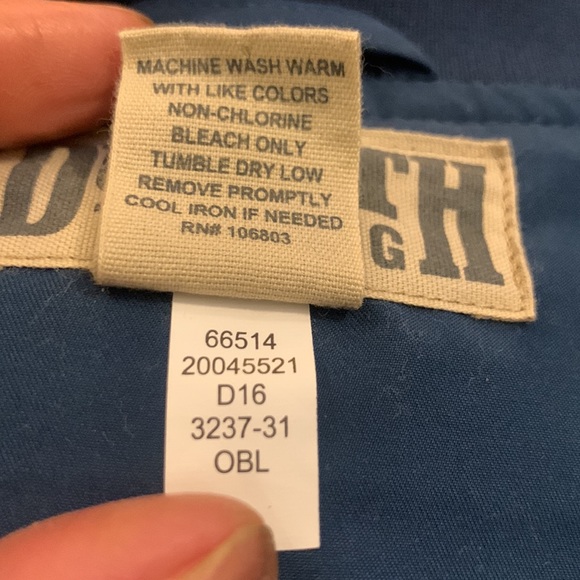 MACHINE WASH WARM
WITH LIKE COLORS
NON-CHLORINE
BLEACH ONLY
TUMBLE DRY LOW
REMOVE PROMPTLY
COOL IRON IF NEEDED
RN# 106803
D TH
G
66514
20045521
D16
3237-31
OBL